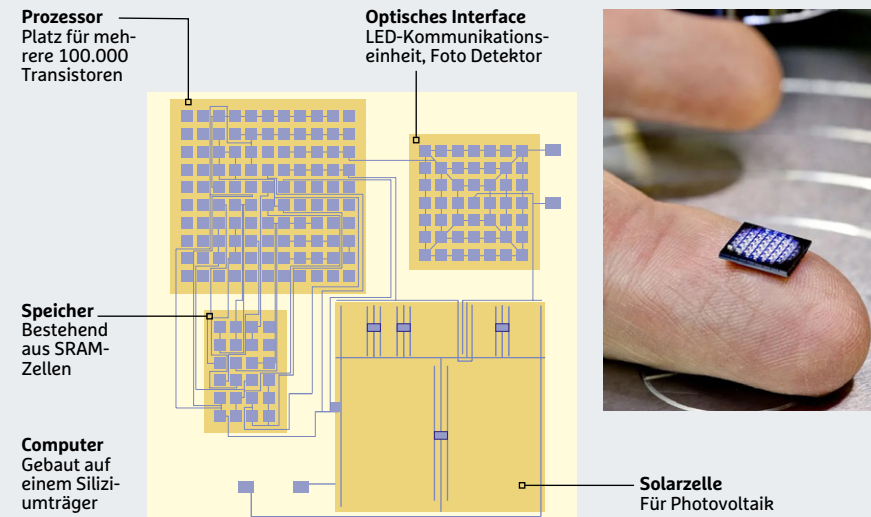 Prozessor
Platz für meh-
rere 100.000
Transistoren
Optisches Interface
LED-Kommunikations-
einheit, Foto Detektor
Speicher
Bestehend
aus SRAM-
Zellen
Computer
Gebaut auf
einem Silizi-
umträger
Solarzelle
Für Photovoltaik